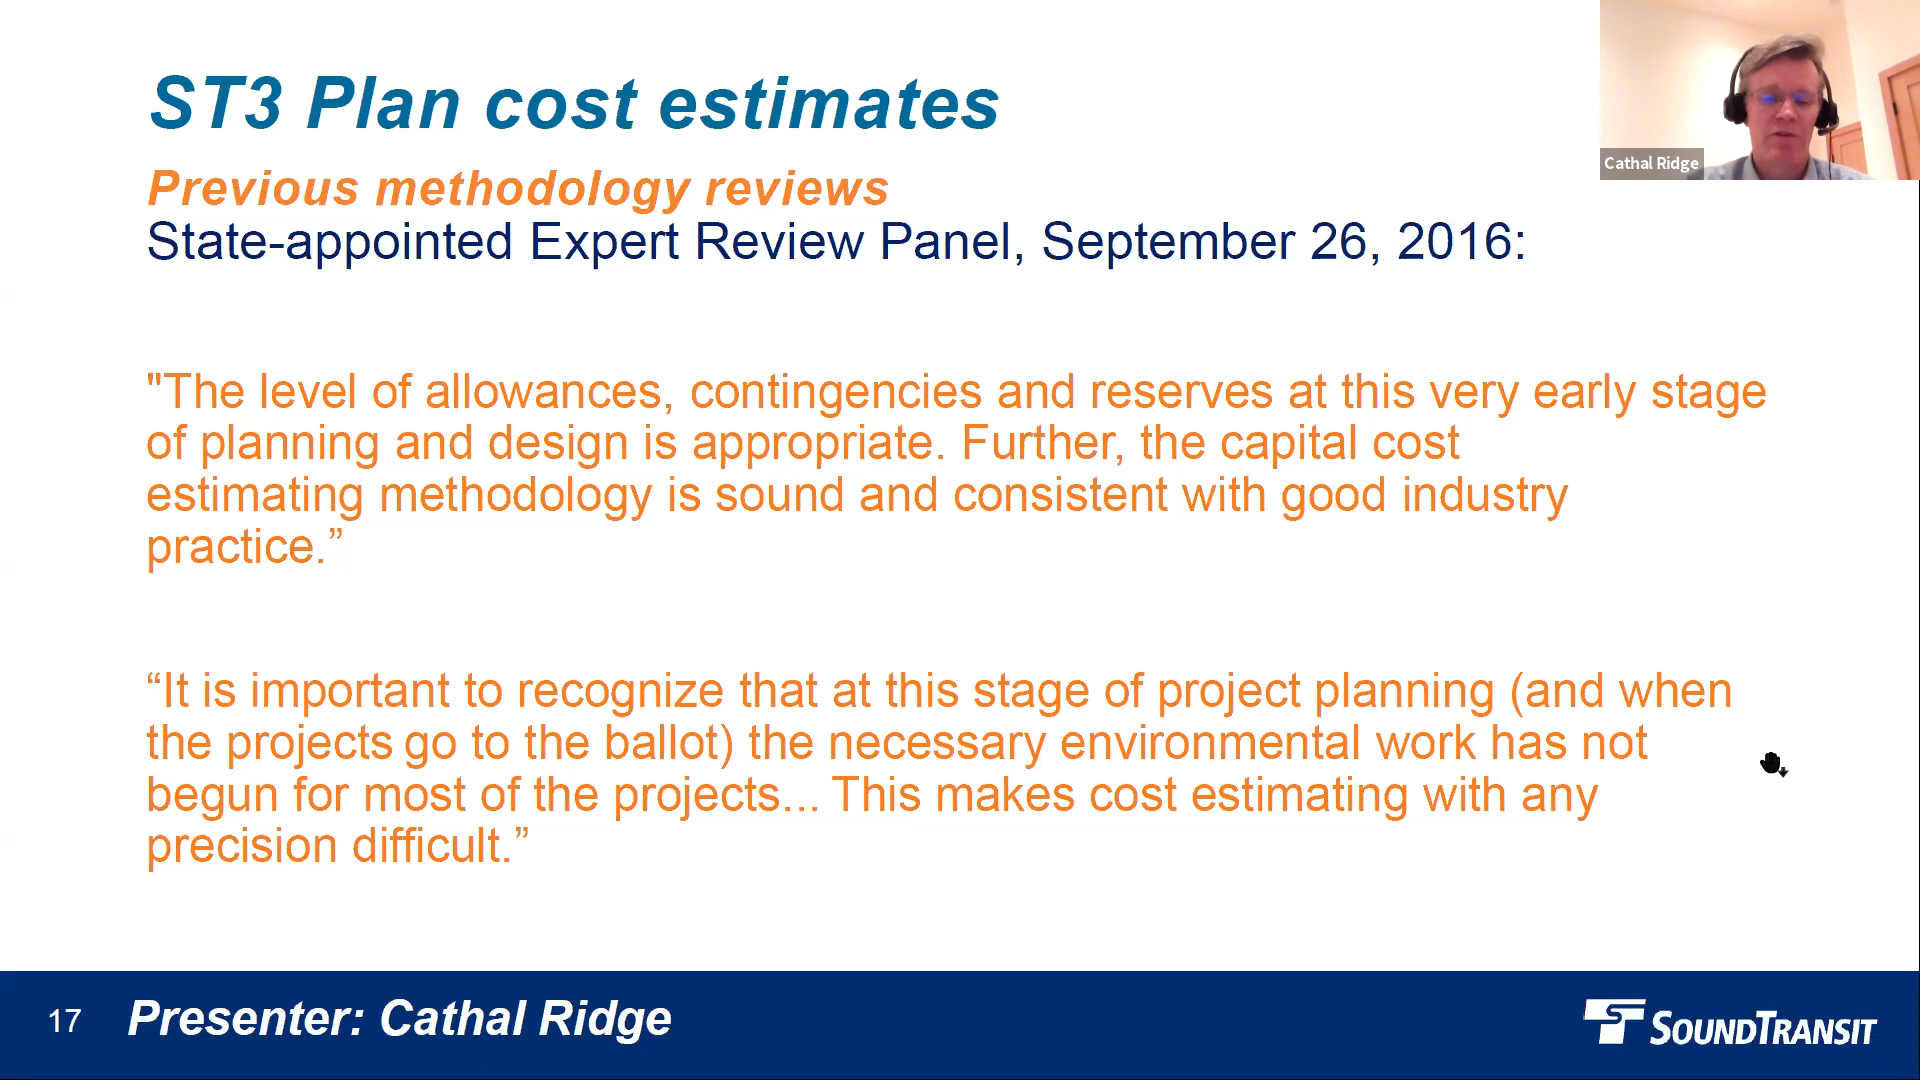 ST3 Plan cost estimates
Cathal Ridge
Previous methodology reviews
State-appointed Expert Review Panel, September 26, 2016:
"The level of allowances, contingencies and reserves at this very early stage
of planning and design is appropriate. Further, the capital cost
estimating methodology is sound and consistent with good industry
practice.”
“It is important to recognize that at this stage of project planning (and when
the projects go to the ballot) the necessary environmental work has not
begun for most of the projects... This makes cost estimating with any
precision difficult.”
17 Presenter: Cathal Ridge
SOUNDTRANSIT